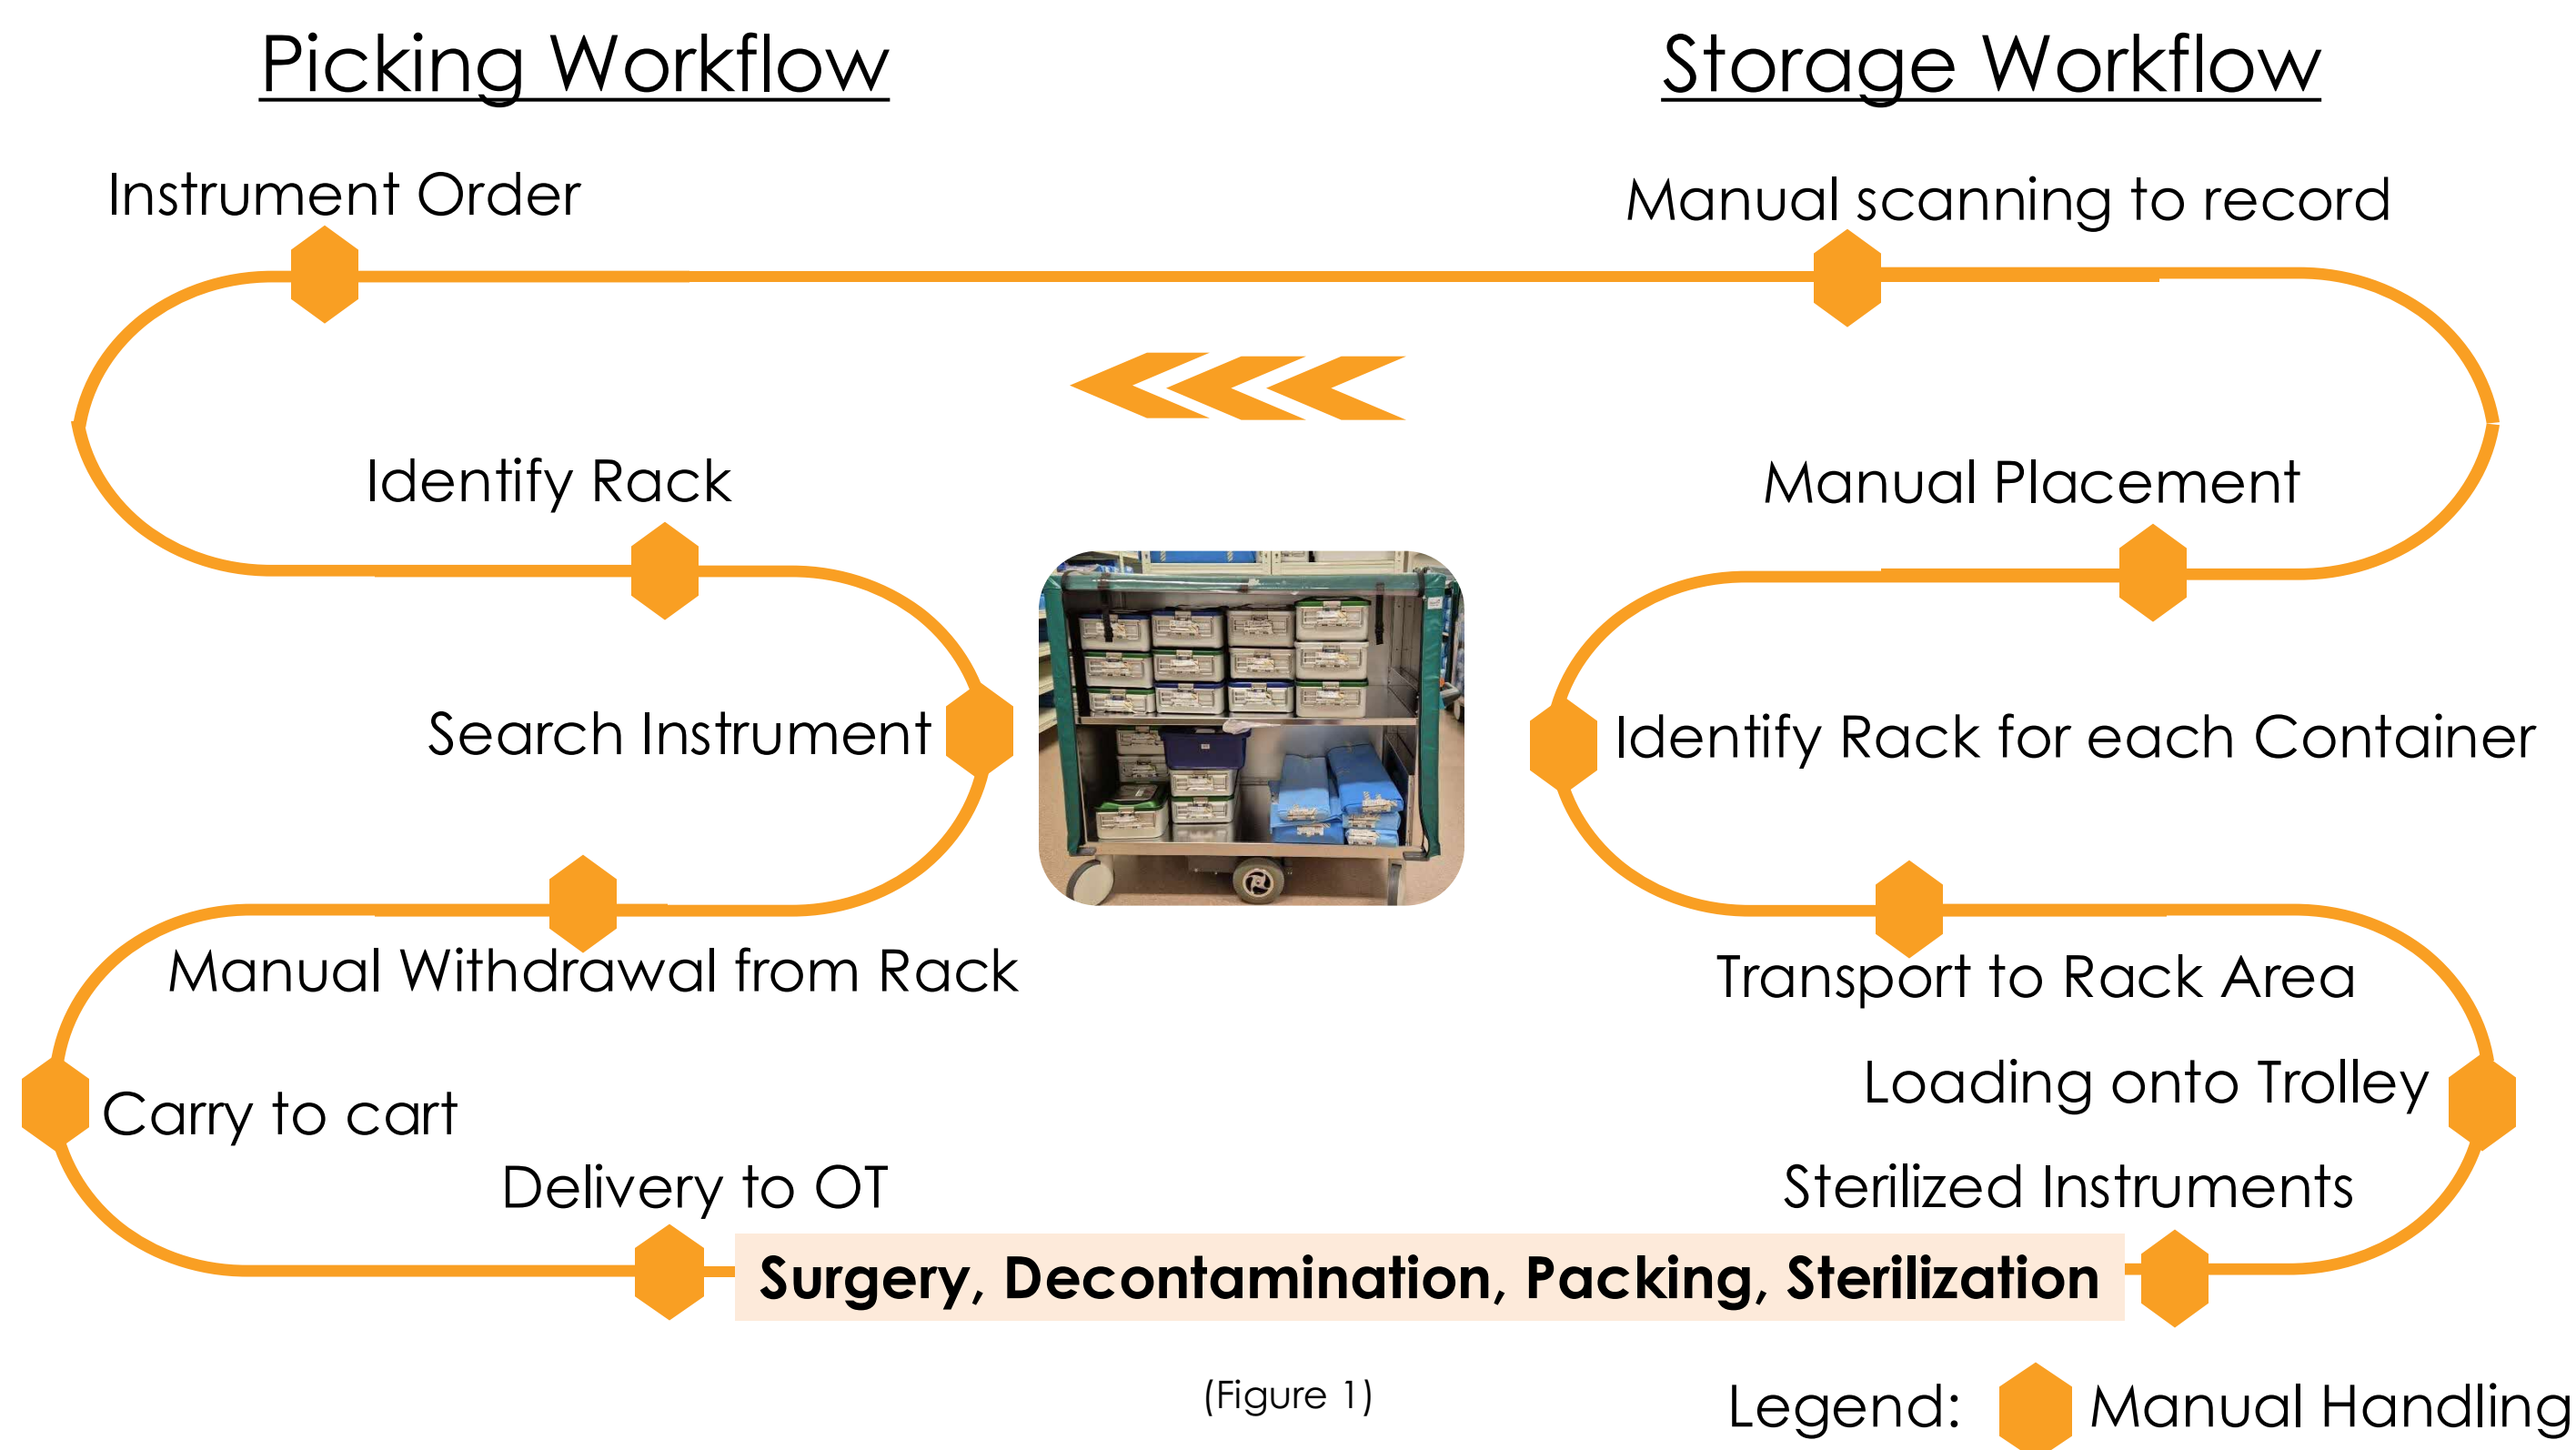 Picking Workflow
Storage Workflow
Instrument Order
Manual scanning to record
Identify Rack
Manual Placement
Search Instrument
Identify Rack for each Container
Manual Withdrawal from Rack
Transport to Rack Area
Carry to cart
Loading onto Trolley
Delivery to OT
Sterilized Instruments
Surgery, Decontamination, Packing, Sterilization
(Figure 1)
Legend: Manual Handling